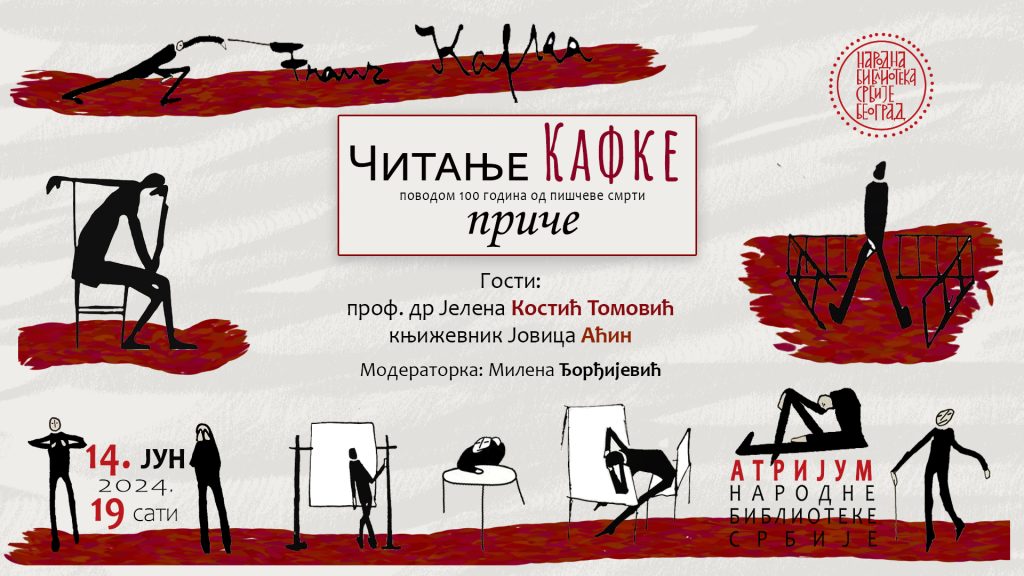 Franz Kafka
НАРОДНА
БИБЛИОТЕКА
СРБИЈЕ
БЕОГРАД
ЧИТАЊЕ КАФКЕ
поводом 100 година од пишчеве смрти
приче
Гости:
проф. др Јелена Костић Томовић
књижевник Јовица Аћин
Модераторка: Милена Ђорђијевић
14. ЈУН
2024.
19 сати
АТРИЈУМ
НАРОДНЕ
БИБЛИОТЕКЕ
СРБИЈЕ